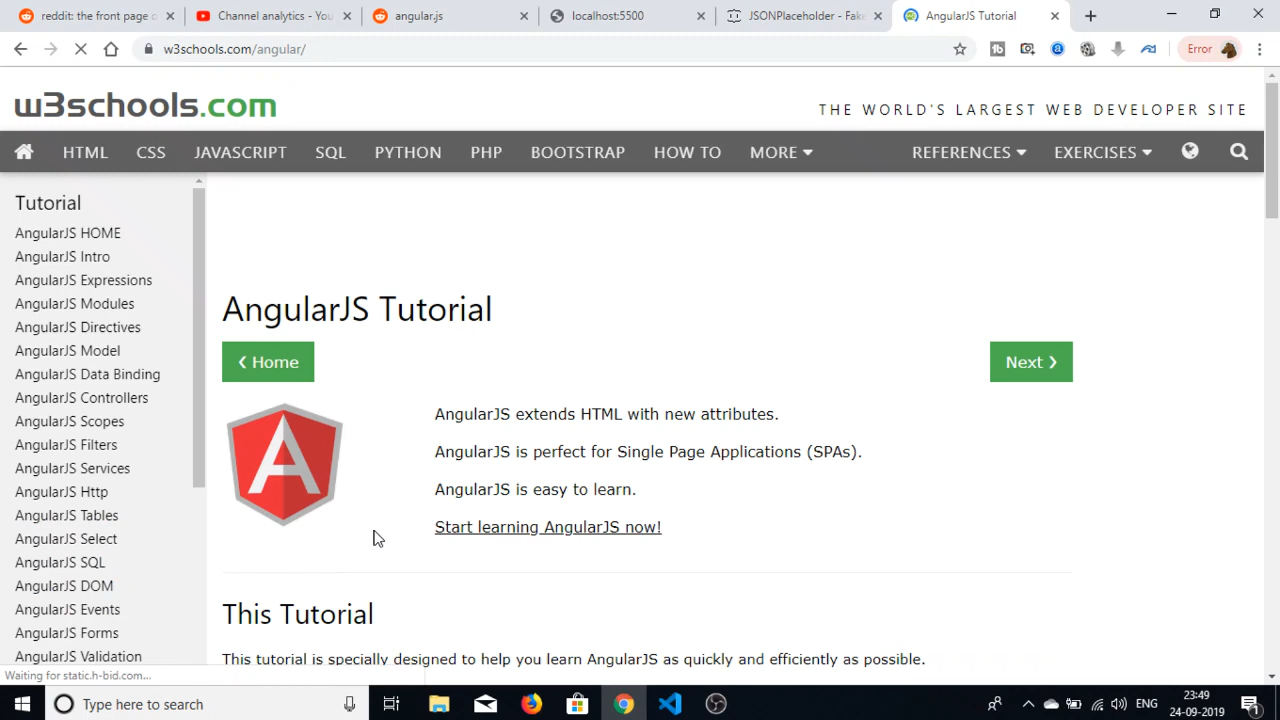 reddit: the front page o
Channel analytics - You
angular.js
localhost:5500
JSONPlaceholder - Fake
AngularJS Tutorial
w3schools.com/angular/
Error
w3schools.com
THE WORLD'S LARGEST WEB DEVELOPER SITE
HTML CSS JAVASCRIPT SQL PYTHON PHP BOOTSTRAP HOW TO MORE REFERENCES EXERCISES
Tutorial
AngularJS HOME
AngularJS Intro
AngularJS Expressions
AngularJS Modules
AngularJS Directives
AngularJS Model
AngularJS Data Binding
AngularJS Controllers
AngularJS Scopes
AngularJS Filters
AngularJS Services
AngularJS Http
AngularJS Tables
AngularJS Select
AngularJS SQL
AngularJS DOM
AngularJS Events
AngularJS Forms
AngularJS Validation
AngularJS Tutorial
❮ Home
Next ❯
A
AngularJS extends HTML with new attributes.
AngularJS is perfect for Single Page Applications (SPAs).
AngularJS is easy to learn.
Start learning AngularJS now!
This Tutorial
This tutorial is specially designed to help you learn AngularJS as quickly and efficiently as possible.
Waiting for static.h-bid.com...
Type here to search
ENG
23:49
24-09-2019
1